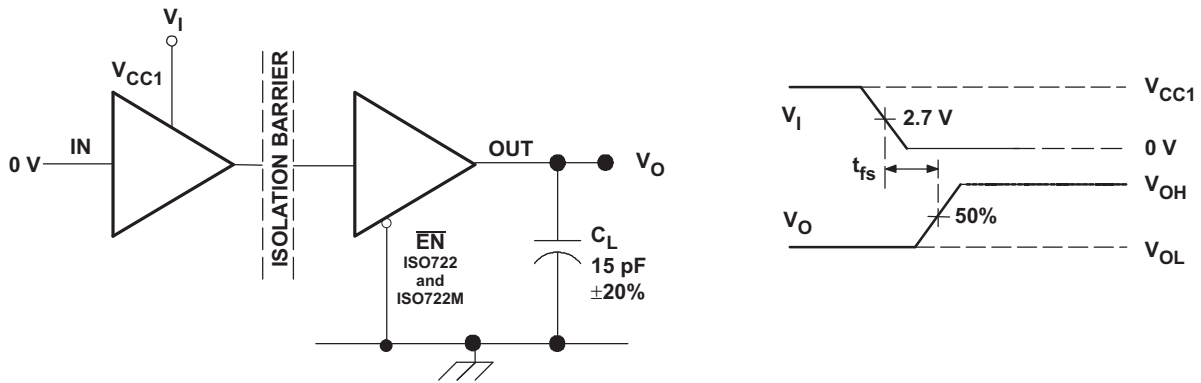 V_I
V_CC1
IN
0 V
ISOLATION BARRIER
OUT
V_O
EN
ISO722
and
ISO722M
C_L
15 pF
±20%
V_I
V_CC1
2.7 V
0 V
t_fs
V_OH
V_O
50%
V_OL